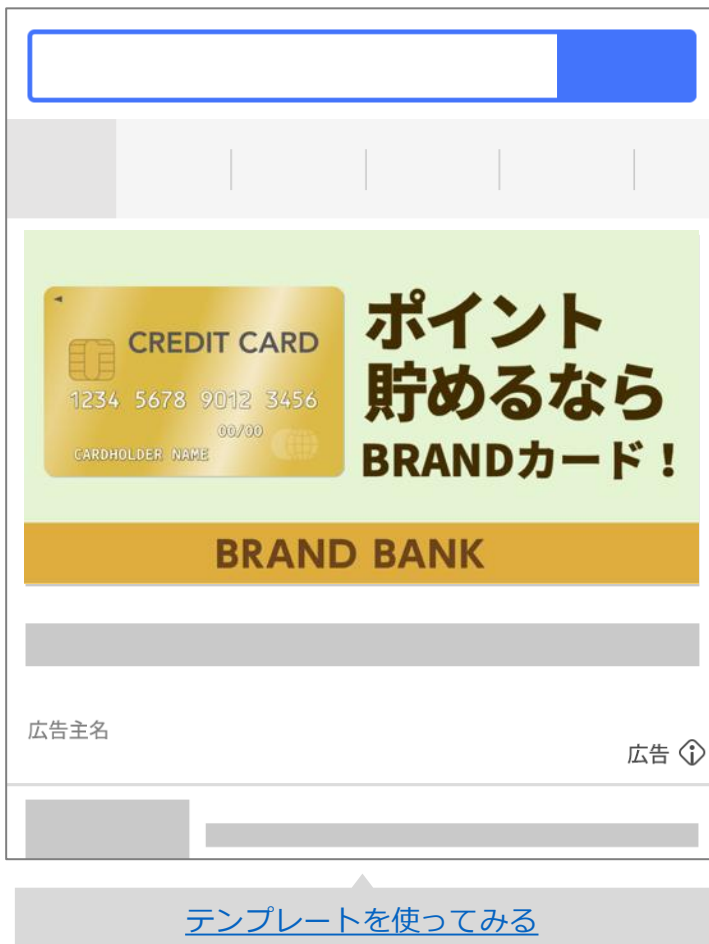 CREDIT CARD
1234 5678 9012 3456
00/00
CARDHOLDER NAME
ポイント
貯めるなら
BRANDカード！
BRAND BANK
広告主名
広告
テンプレートを使ってみる